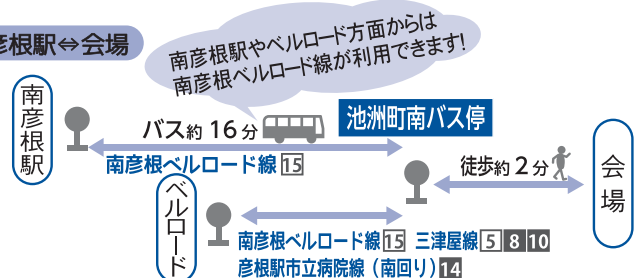 彦根駅⇔会場
南彦根駅やベルロード方面からは
南彦根ベルロード線が利用できます!
南彦根駅
バス約16分
池洲町南バス停
南彦根ベルロード線 15
徒歩約2分
会場
ベルロード
南彦根ベルロード線 15 三津屋線 5 8 10
彦根駅市立病院線(南回り) 14